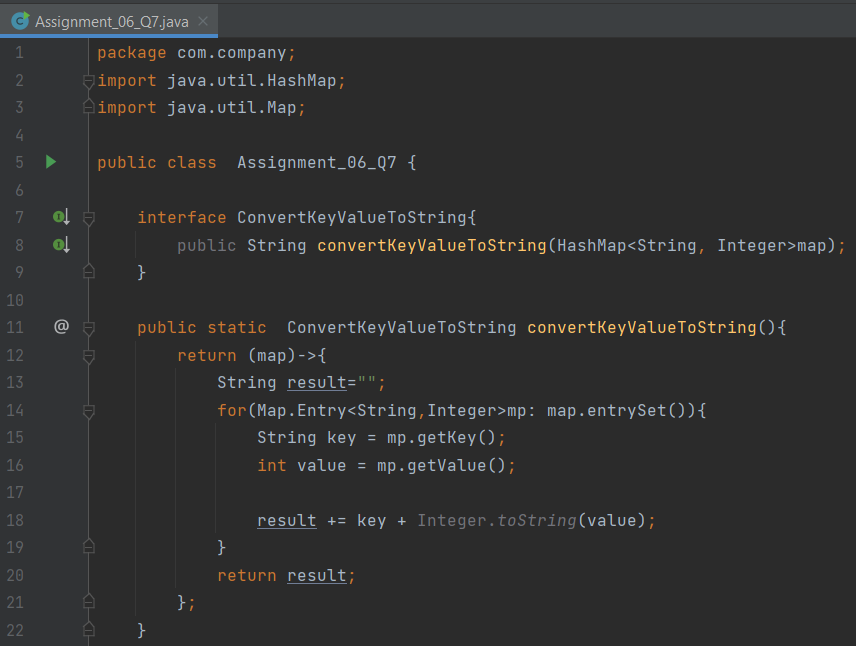 Assignment_06_Q7.java
1 package com.company;
2 import java.util.HashMap;
3 import java.util.Map;
4
5 public class  Assignment_06_Q7 {
6
7     interface ConvertKeyValueToString{
8         public String convertKeyValueToString(HashMap<String, Integer>map);
9     }
10
11 @     public static  ConvertKeyValueToString convertKeyValueToString(){
12         return (map)->{
13             String result="";
14             for(Map.Entry<String,Integer>mp: map.entrySet()){
15                 String key = mp.getKey();
16                 int value = mp.getValue();
17
18                 result += key + Integer.toString(value);
19             }
20             return result;
21         };
22     }